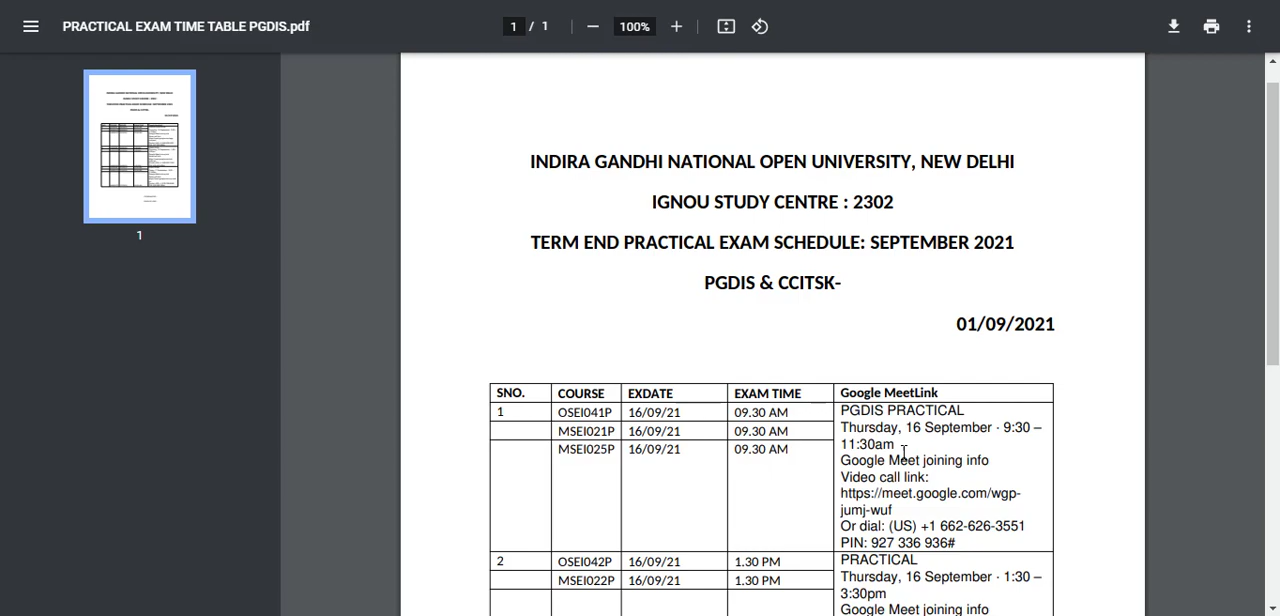 PRACTICAL EXAM TIME TABLE PGDIS.pdf
1 / 1
100%
1
INDIRA GANDHI NATIONAL OPEN UNIVERSITY, NEW DELHI
IGNOU STUDY CENTRE : 2302
TERM END PRACTICAL EXAM SCHEDULE: SEPTEMBER 2021
PGDIS & CCITSK-
01/09/2021
SNO. COURSE EXDATE EXAM TIME Google MeetLink
1 OSEI041P 16/09/21 09.30 AM PGDIS PRACTICAL
MSEI021P 16/09/21 09.30 AM Thursday, 16 September · 9:30 –
MSEI025P 16/09/21 09.30 AM 11:30am
Google Meet joining info
Video call link:
https://meet.google.com/wgp-
jumj-wuf
Or dial: (US) +1 662-626-3551
PIN: 927 336 936#
2 OSEI042P 16/09/21 1.30 PM PRACTICAL
MSEI022P 16/09/21 1.30 PM Thursday, 16 September · 1:30 –
3:30pm
Google Meet joining info